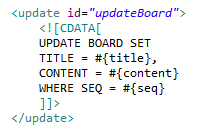 <update id="updateBoard">
<![CDATA[
UPDATE BOARD SET
TITLE = #{title},
CONTENT = #{content}
WHERE SEQ = #{seq}
]]>
</update>